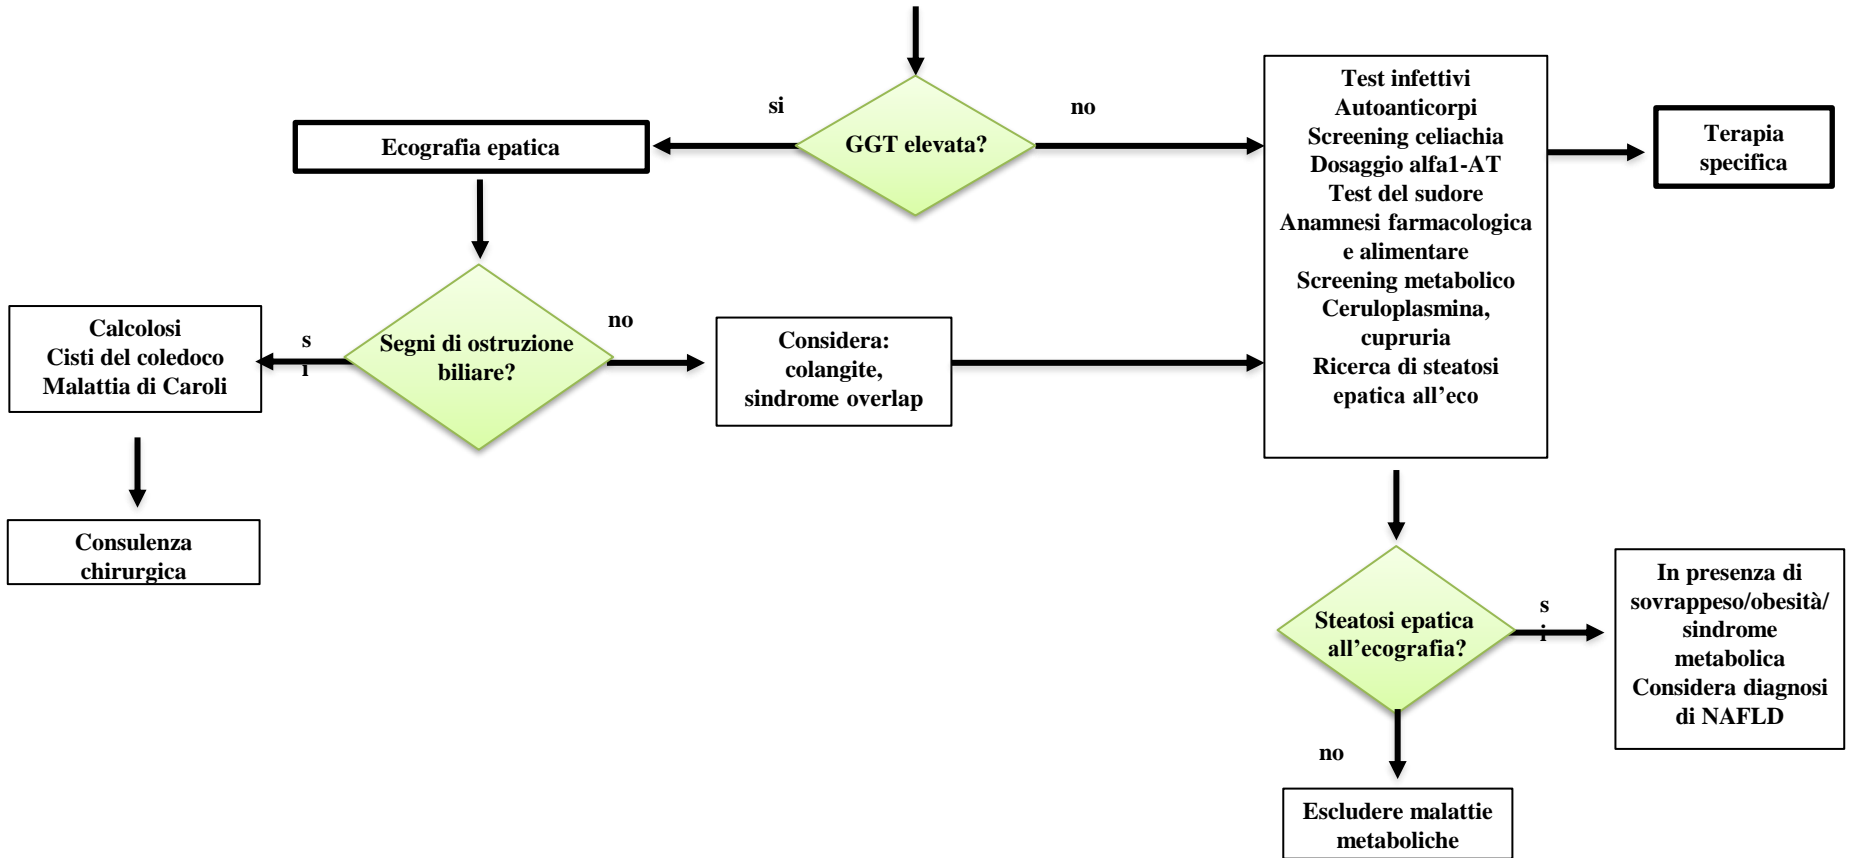 GGT elevata?
si
no
Ecografia epatica
Segni di ostruzione
biliare?
s
i
no
Calcolosi
Cisti del coledoco
Malattia di Caroli
Consulenza
chirurgica
Considera:
colangite,
sindrome overlap
Test infettivi
Autoanticorpi
Screening celiachia
Dosaggio alfa1-AT
Test del sudore
Anamnesi farmacologica
e alimentare
Screening metabolico
Ceruloplasmina,
cupruria
Ricerca di steatosi
epatica all’eco
Terapia
specifica
Steatosi epatica
all’ecografia?
s
i
no
In presenza di
sovrappeso/obesità/
sindrome
metabolica
Considera diagnosi
di NAFLD
Escludere malattie
metaboliche